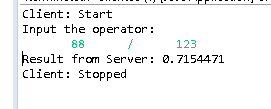 Client: Start
Input the operator:
88 / 123
Result from Server: 0.7154471
Client: Stopped